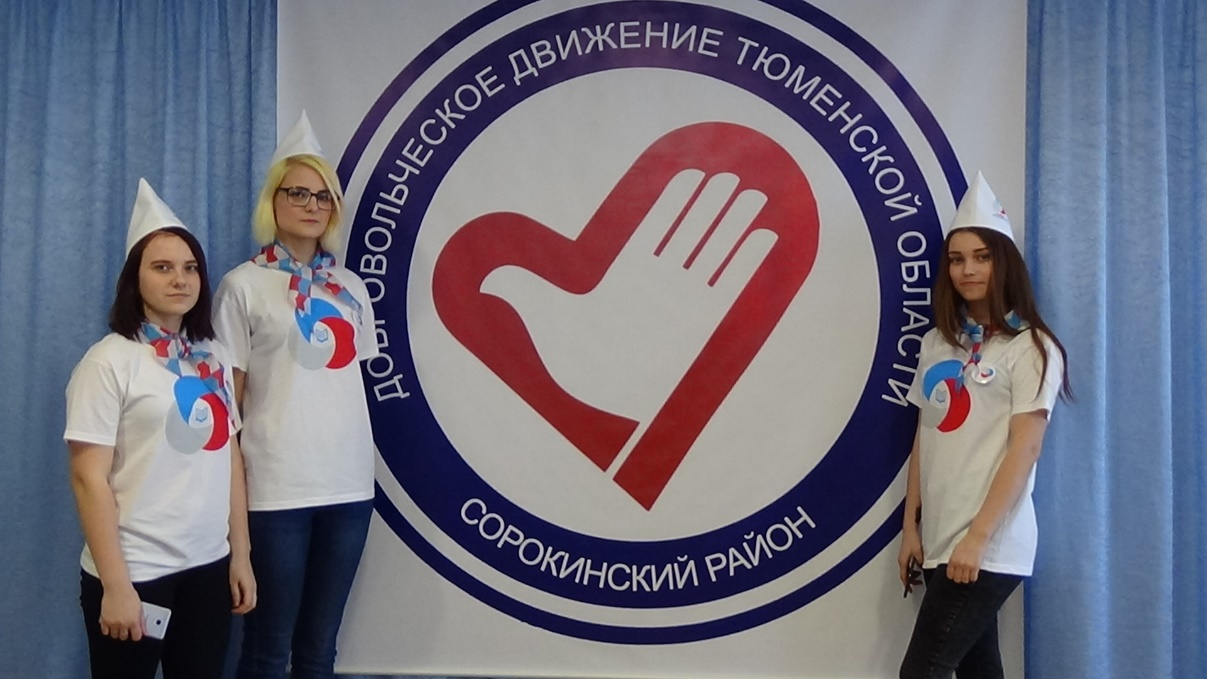 ДОБРОВОЛЬЧЕСКОЕ ДВИЖЕНИЕ ТЮМЕНСКОЙ ОБЛАСТИ
СОРОКИНСКИЙ РАЙОН